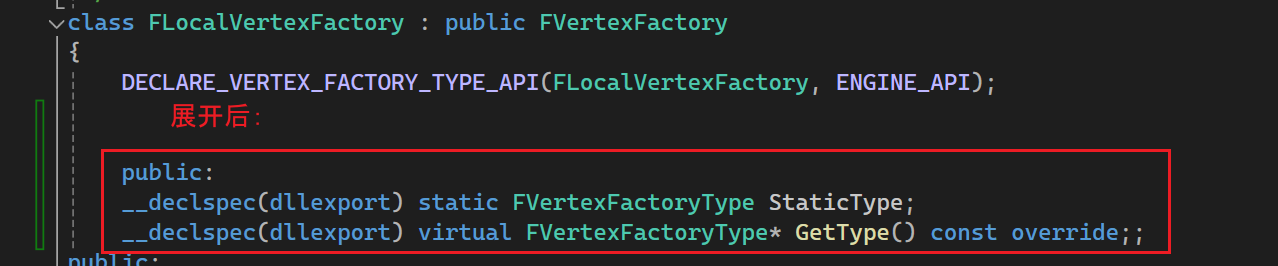 class FLocalVertexFactory : public FVertexFactory
{
DECLARE_VERTEX_FACTORY_TYPE_API(FLocalVertexFactory, ENGINE_API);
展开后:
public:
__declspec(dllexport) static FVertexFactoryType StaticType;
__declspec(dllexport) virtual FVertexFactoryType* GetType() const override;;
public: